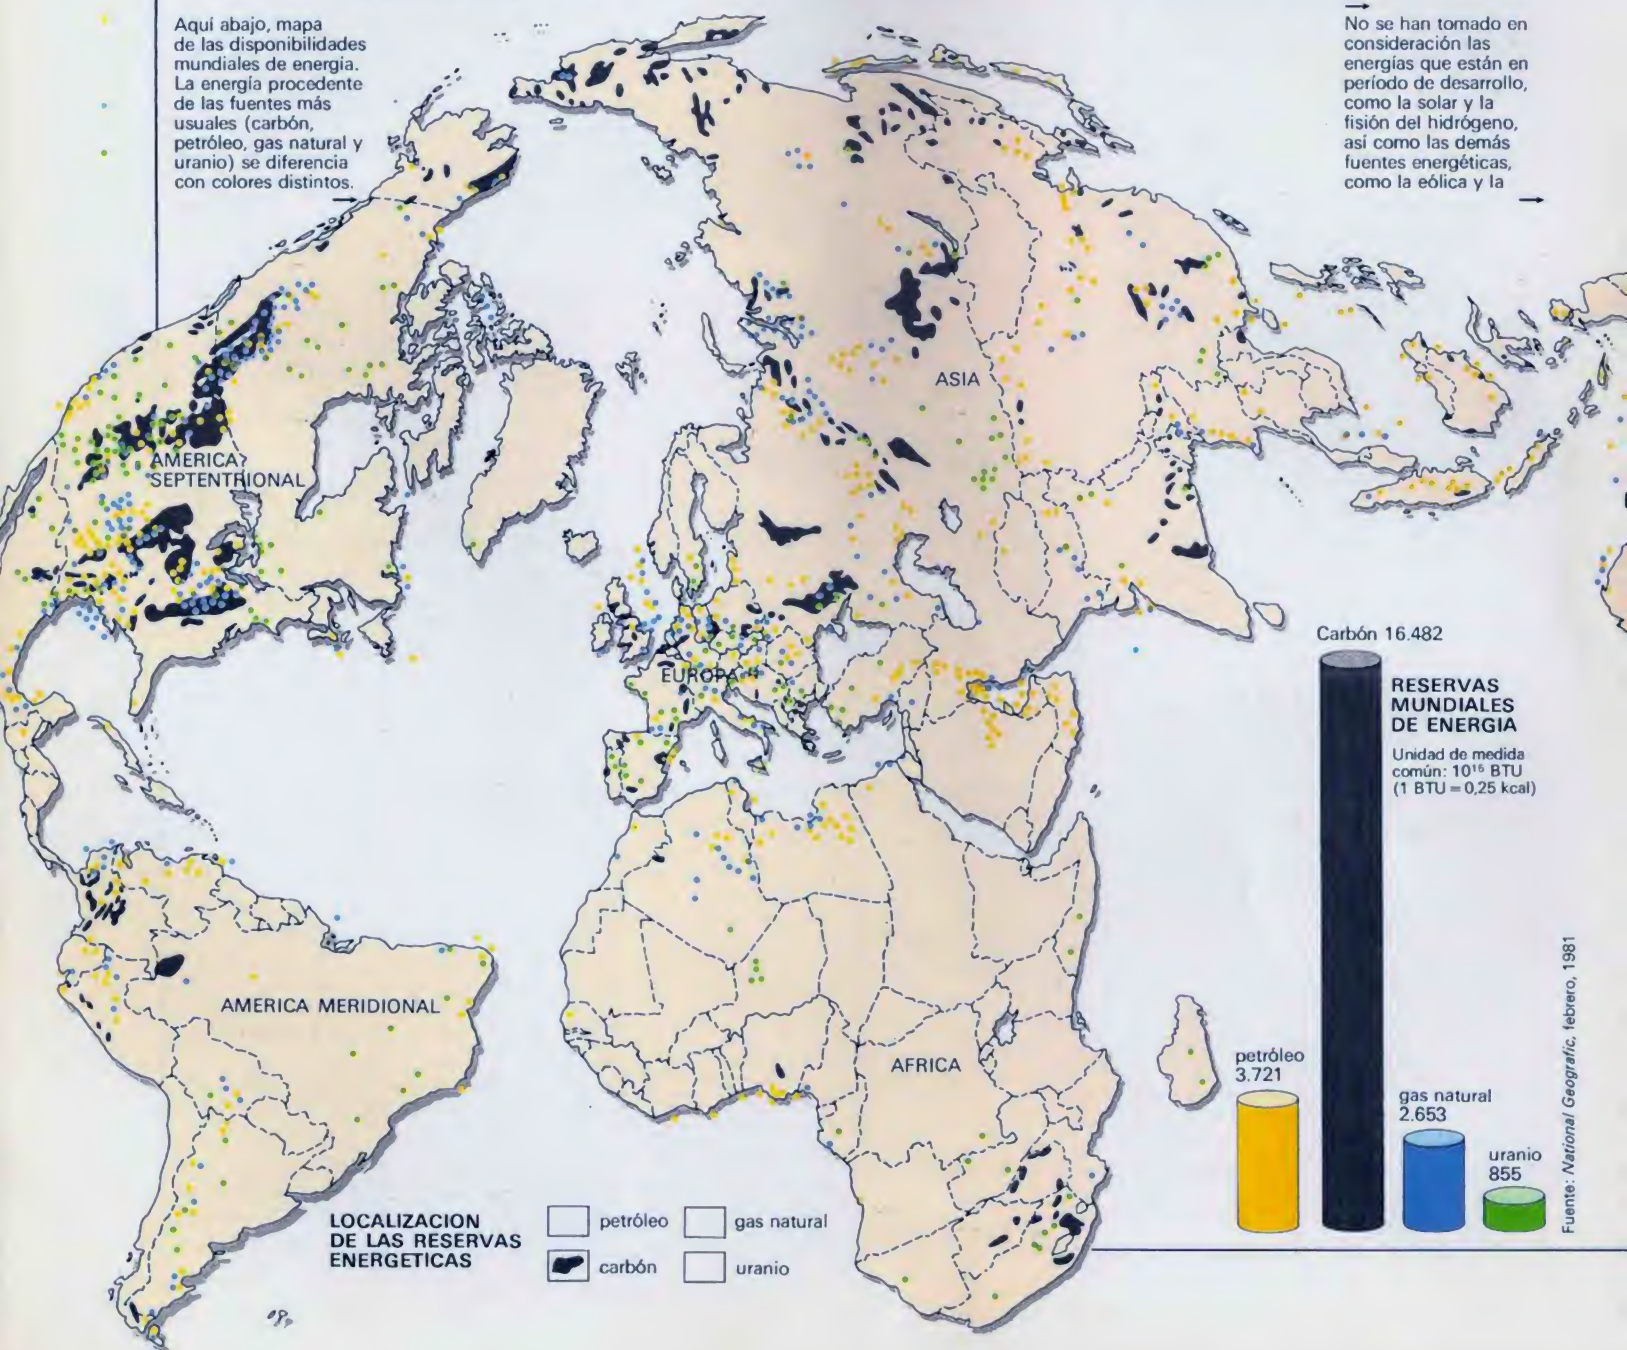 Aquí abajo, mapa
de las disponibilidades
mundiales de energía.
La energía procedente
de las fuentes más
usuales (carbón,
petróleo, gas natural y
uranio) se diferencia
con colores distintos.
No se han tomado en
consideración las
energías que están en
período de desarrollo,
como la solar y la
fisión del hidrógeno,
así como las demás
fuentes energéticas,
como la eólica y la
ASIA
AMERICA
SEPTENTRIONAL
EUROPA
AMERICA MERIDIONAL
AFRICA
Carbón 16.482
RESERVAS
MUNDIALES
DE ENERGIA
Unidad de medida
común: 10¹⁵ BTU
(1 BTU = 0,25 kcal)
petróleo
3.721
gas natural
2.653
uranio
855
Fuente: National Geografic, febrero, 1981
LOCALIZACION
DE LAS RESERVAS
ENERGETICAS
petróleo
gas natural
carbón
uranio